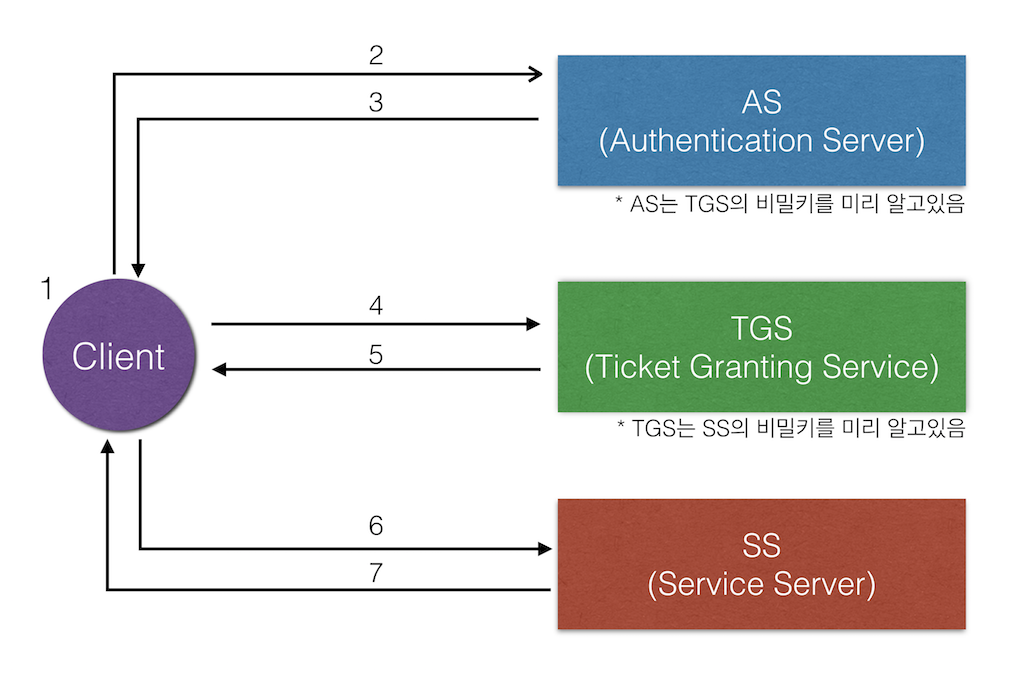 2
3
AS
(Authentication Server)
* AS는 TGS의 비밀키를 미리 알고있음
1
Client
4
5
TGS
(Ticket Granting Service)
* TGS는 SS의 비밀키를 미리 알고있음
6
7
SS
(Service Server)